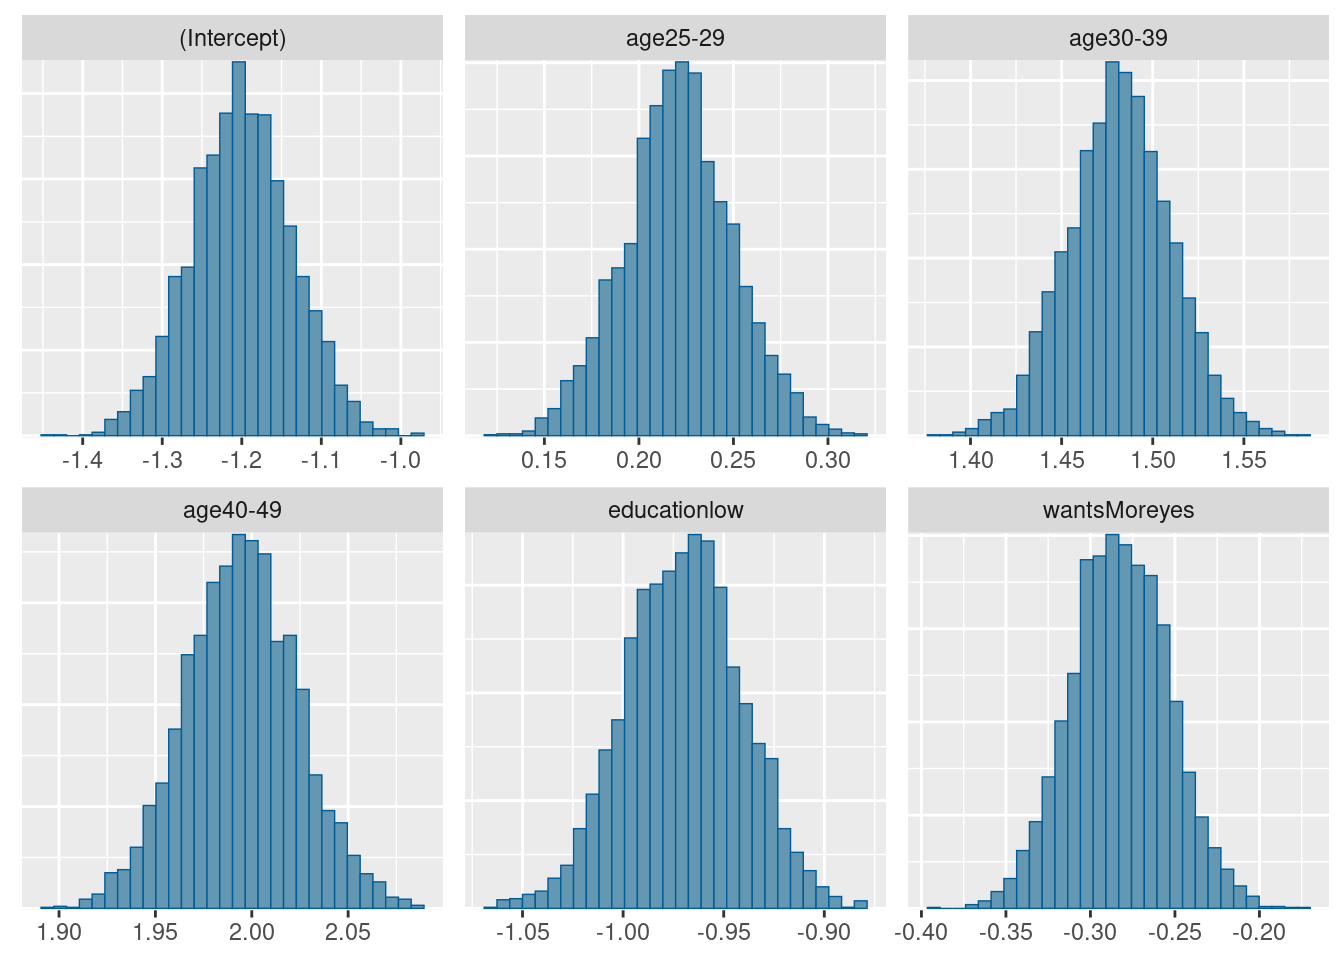 (Intercept) age25-29 age30-39
-1.4 -1.3 -1.2 -1.1 -1.0 0.15 0.20 0.25 0.30 1.40 1.45 1.50 1.55
age40-49 educationlow wantsMoreyes
1.90 1.95 2.00 2.05 -1.05 -1.00 -0.95 -0.90 -0.40 -0.35 -0.30 -0.25 -0.20